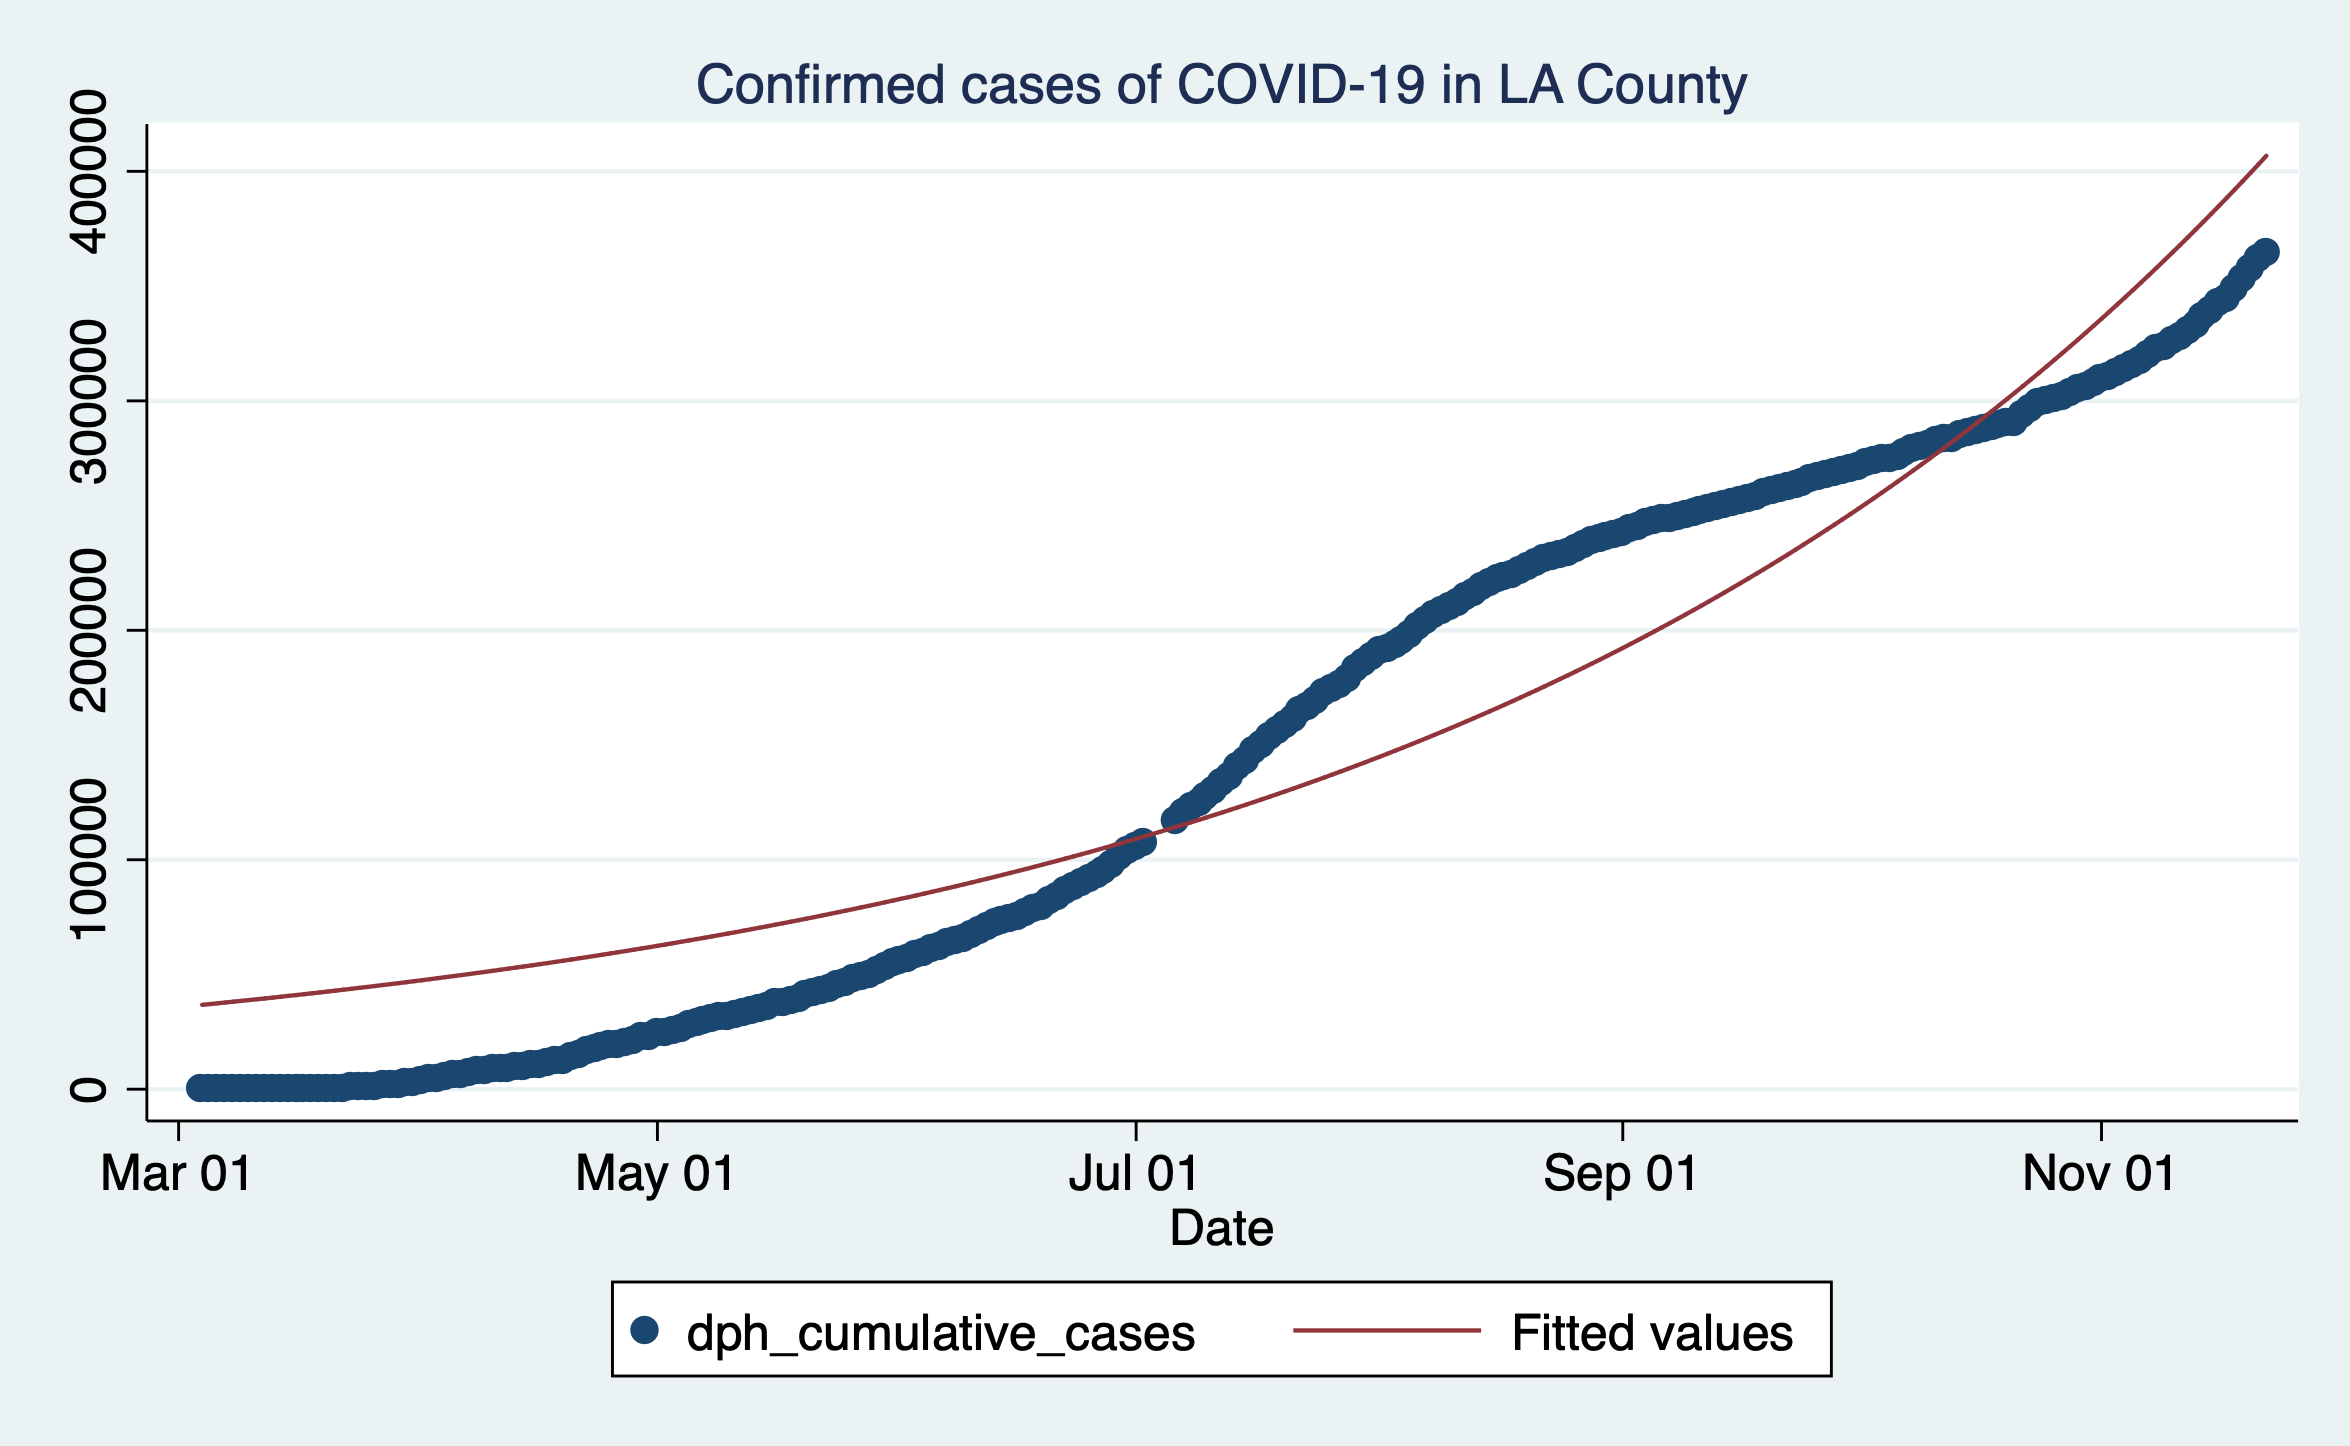 Confirmed cases of COVID-19 in LA County
400000
300000
200000
100000
0
Mar 01 May 01 Jul 01 Sep 01 Nov 01
Date
dph_cumulative_cases Fitted values